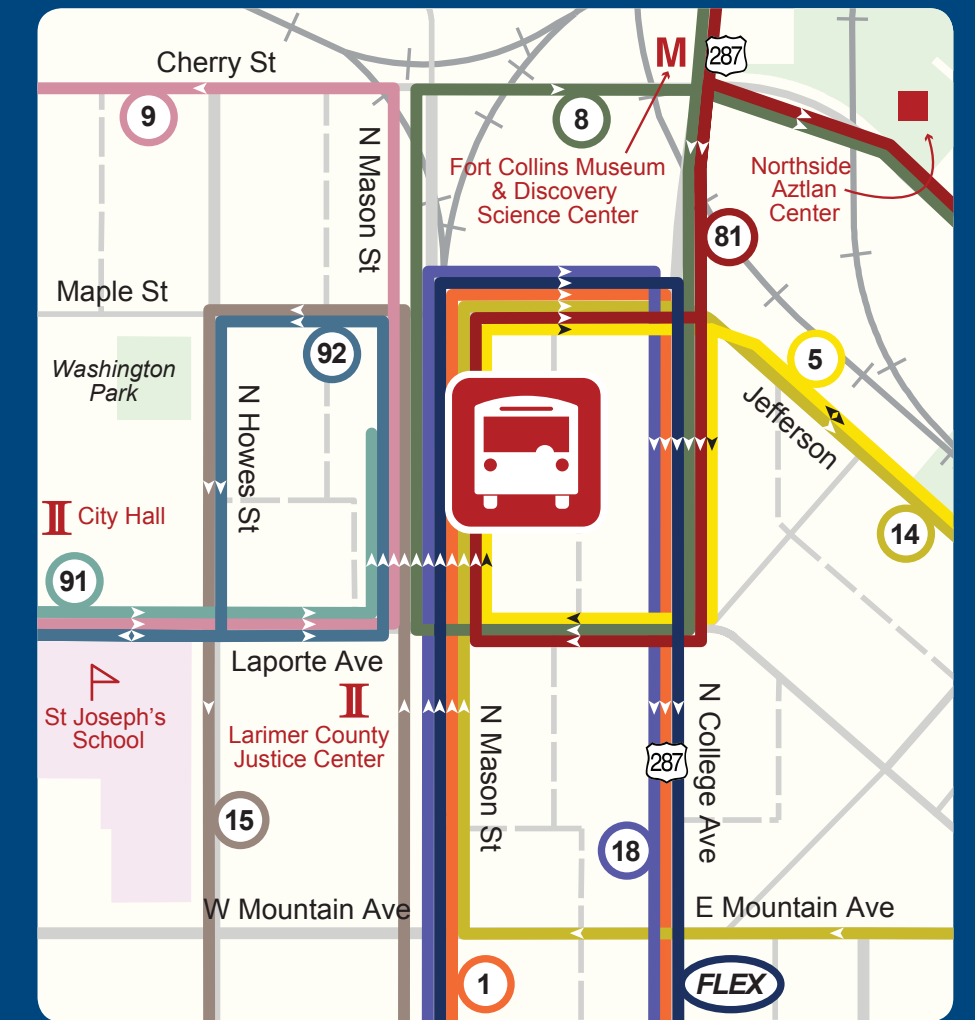 M
287
Cherry St
9
8
N Mason St
Fort Collins Museum
& Discovery
Science Center
Northside
Aztlan
Center
81
Maple St
92
5
Washington
Park
Jefferson
N Howes St
City Hall
14
91
Laporte Ave
St Joseph's
School
Larimer County
Justice Center
N Mason St
N College Ave
287
15
18
W Mountain Ave
E Mountain Ave
1
FLEX